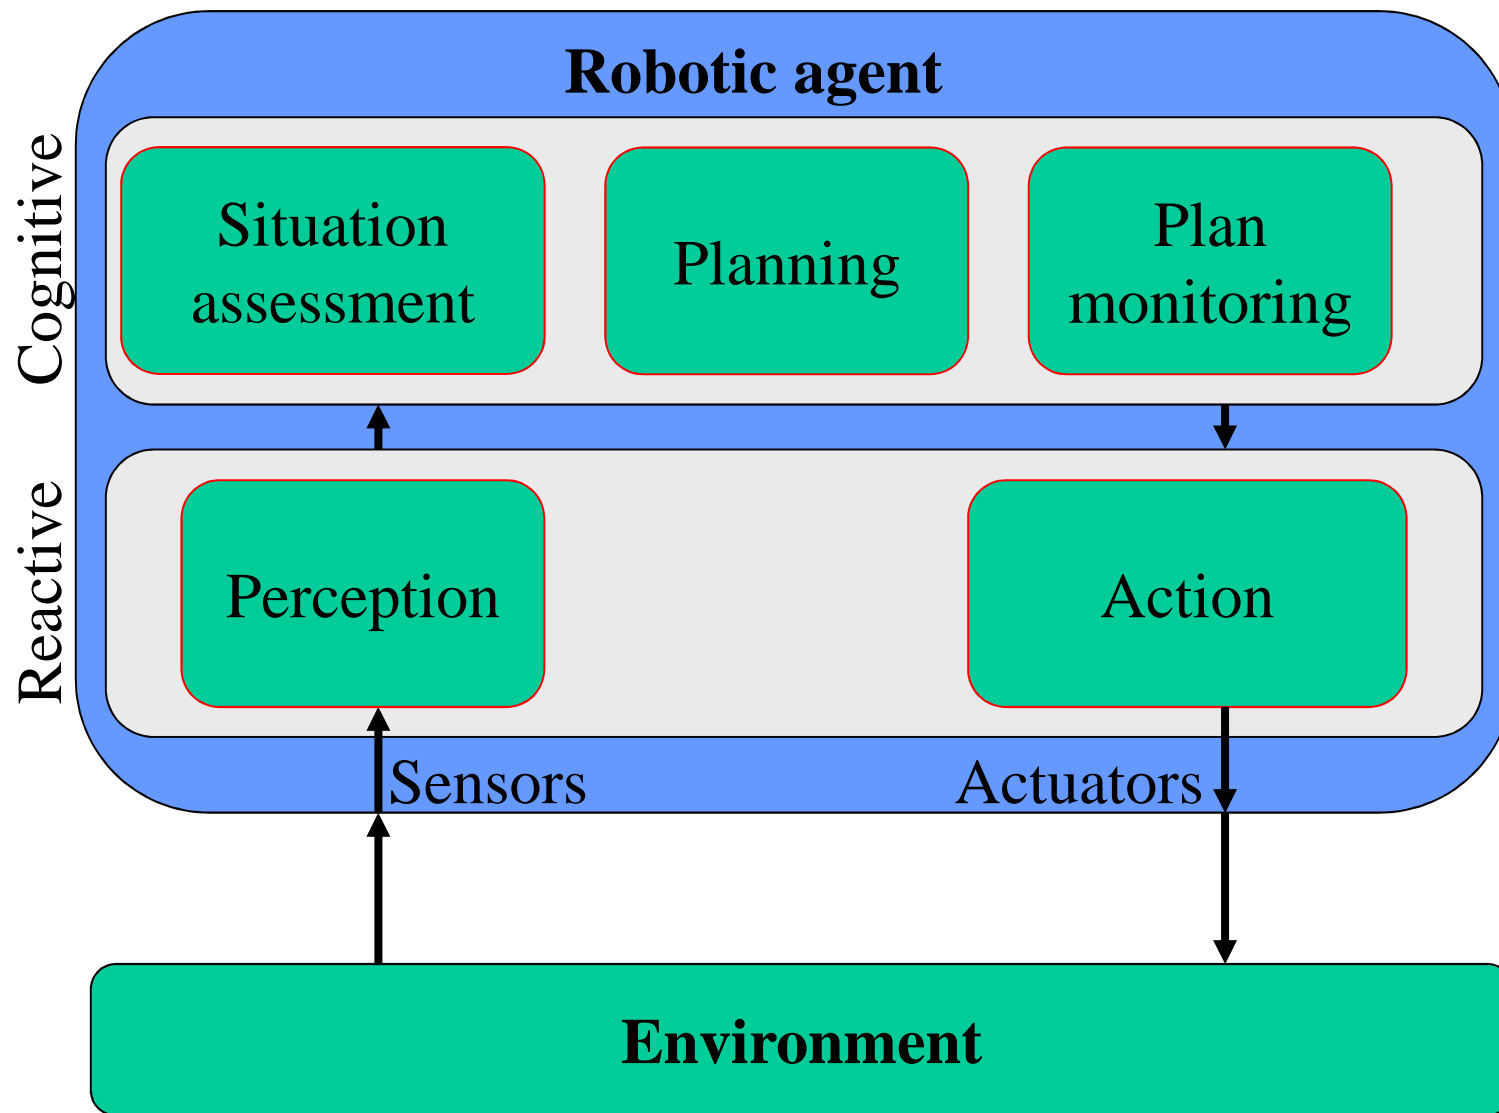 Robotic agent
Cognitive
Situation
assessment
Planning
Plan
monitoring
Reactive
Perception
Action
Sensors
Actuators
Environment